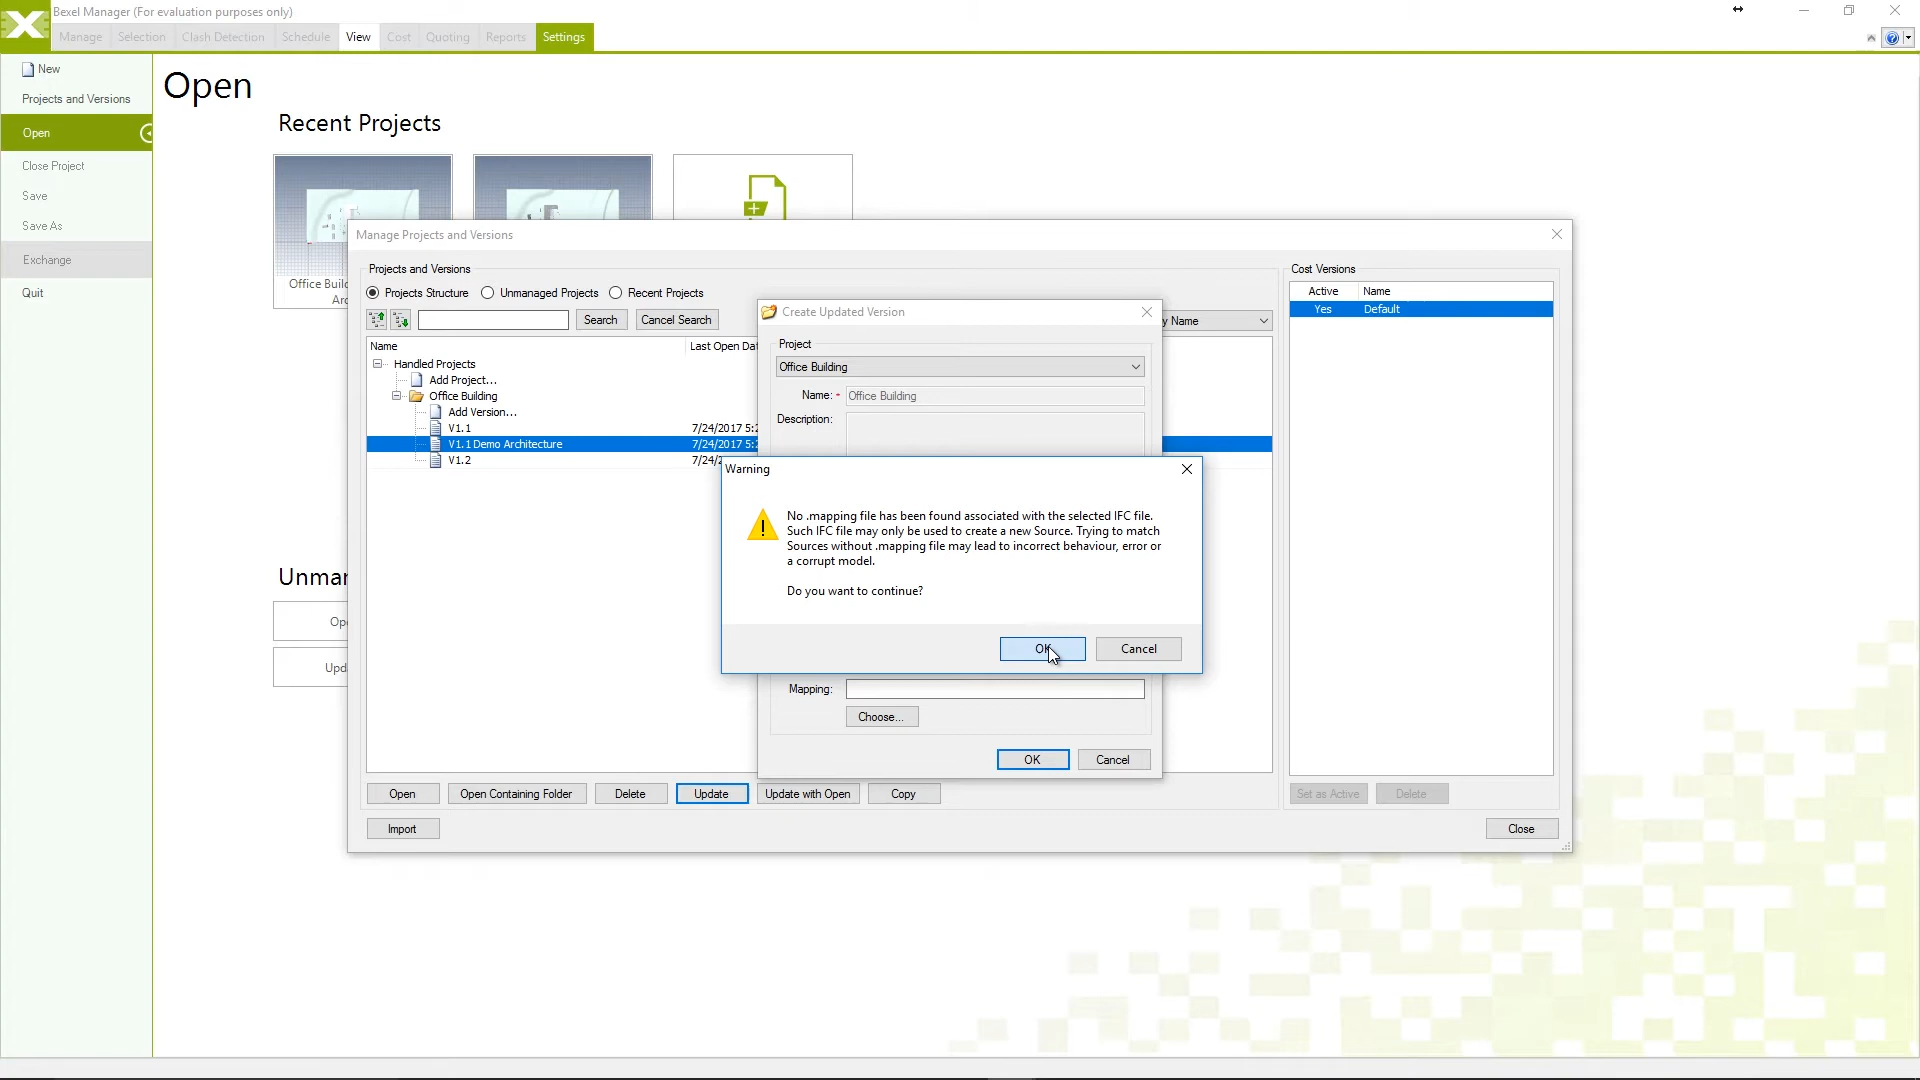 Bexel Manager (For evaluation purposes only)
Manage Selection Clash Detection Schedule View Cost Quoting Reports Settings
New
Projects and Versions
Open
Close Project
Save
Save As
Exchange
Quit
Open
Recent Projects
Office Buil
Arc
Manage Projects and Versions
Projects and Versions
Projects Structure Unmanaged Projects Recent Projects
Search Cancel Search
y Name
Name Last Open Dat
Handled Projects
Add Project...
Office Building
Add Version...
V1.1 7/24/2017 5:2
V1.1 Demo Architecture 7/24/2017 5:2
V1.2 7/24/2
Cost Versions
Active Name
Yes Default
Create Updated Version
Project
Office Building
Name: * Office Building
Description:
Warning
No .mapping file has been found associated with the selected IFC file.
Such IFC file may only be used to create a new Source. Trying to match
Sources without .mapping file may lead to incorrect behaviour, error or
a corrupt model.
Do you want to continue?
OK Cancel
Mapping:
Choose...
OK Cancel
Unmar
Ope
Upd
Open Open Containing Folder Delete Update Update with Open Copy
Set as Active Delete
Import
Close